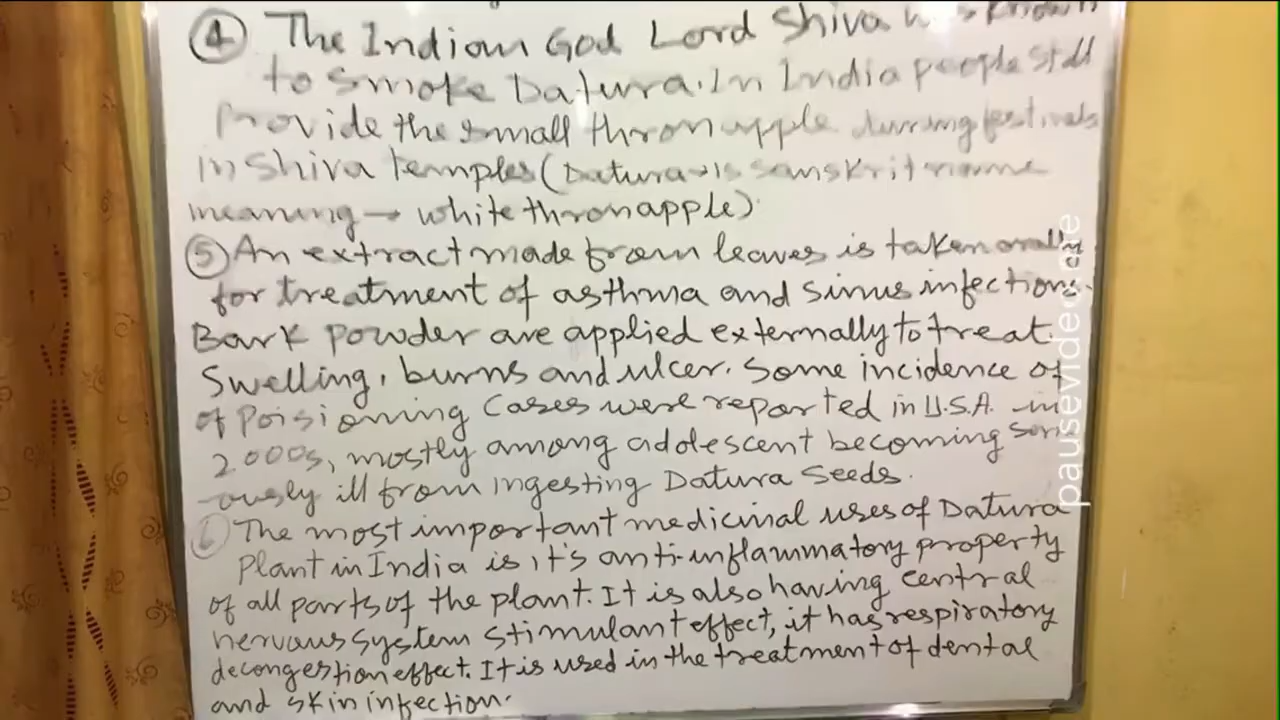 ④ The Indian God Lord Shiva was known
to smoke Datura. In India people still
Provide the small thronapple during festivals
in Shiva temples (Datura → is sanskrit name
meaning → white thronapple)
⑤ An extract made from leaves is taken orally
for treatment of asthma and sinus infections.
Bark powder are applied externally to treat
Swelling, burns and ulcer. Some incidence of
of Poisioning Cases were reported in U.S.A. in
2000s, mostly among adolescent becoming seri-
ously ill from ingesting Datura Seeds.
⑥ The most important medicinal uses of Datura
Plant in India is it's anti-inflammatory property
of all parts of the plant. It is also having central
nervous system stimulant effect, it has respiratory
decongestion effect. It is used in the treatment of dental
and skin infection.
pausevideo.me